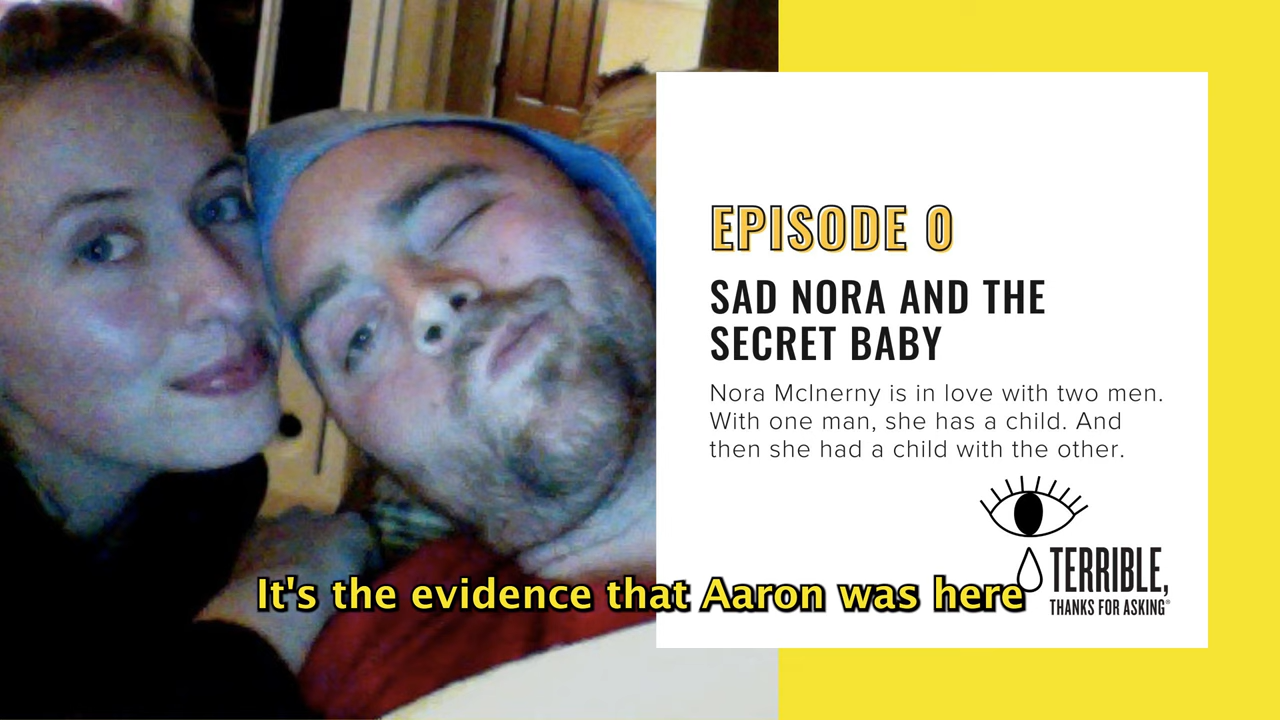 EPISODE 0
SAD NORA AND THE
SECRET BABY
Nora McInerny is in love with two men.
With one man, she has a child. And
then she had a child with the other.
TERRIBLE,
THANKS FOR ASKING®
It's the evidence that Aaron was here